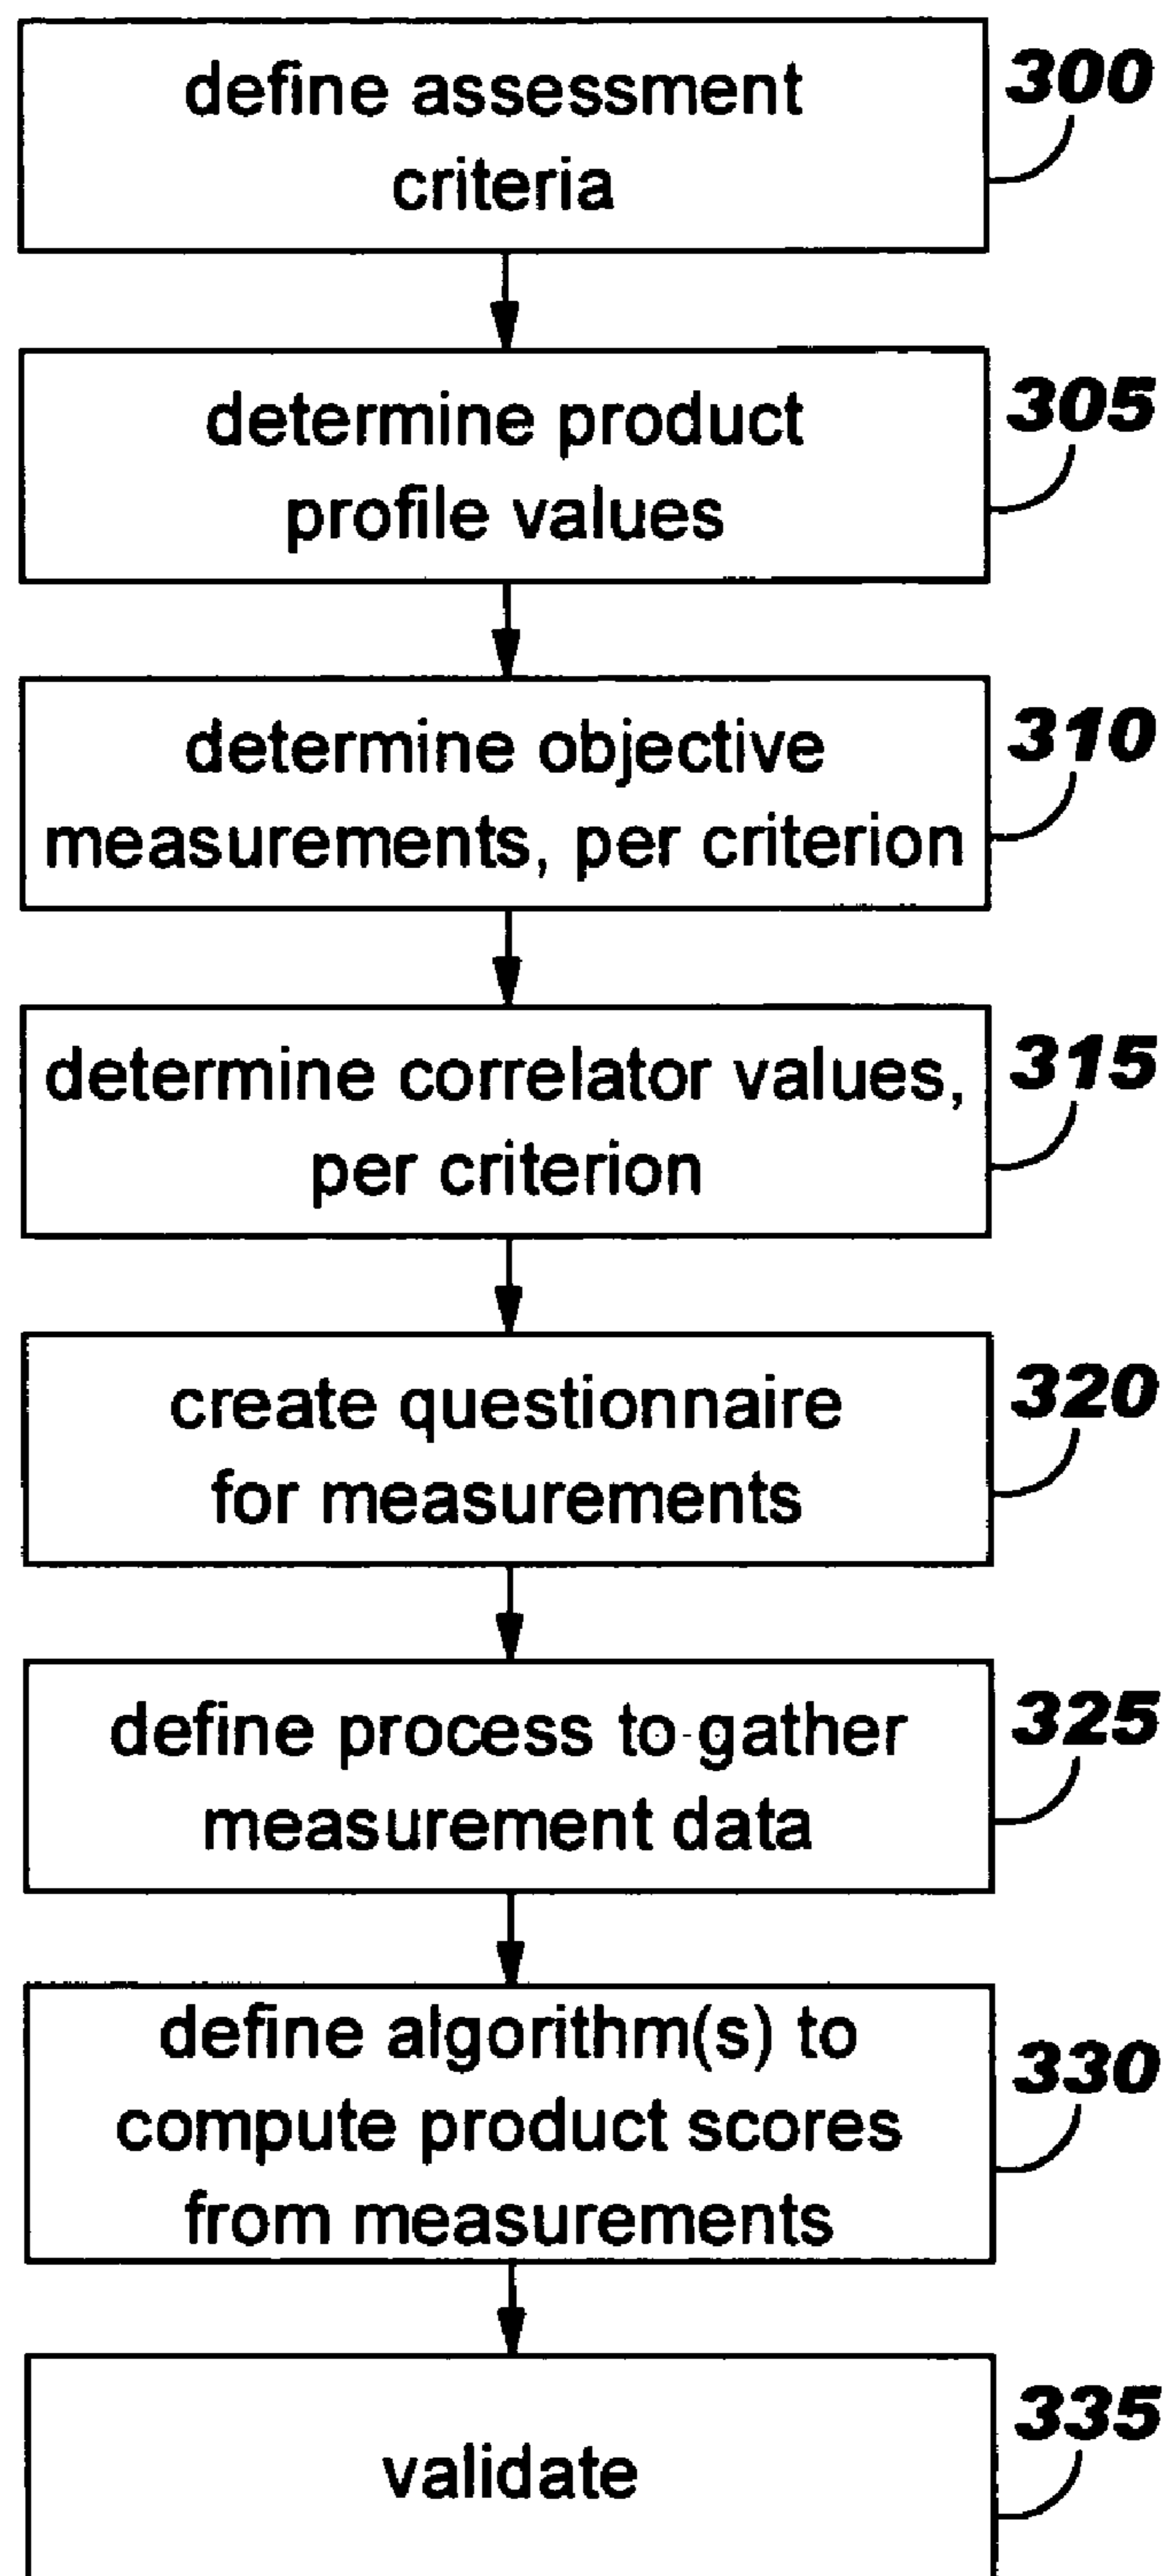 define assessment
criteria
300
determine product
profile values
305
determine objective
measurements, per criterion
310
determine correlator values,
per criterion
315
create questionnaire
for measurements
320
define process to gather
measurement data
325
define algorithm(s) to
compute product scores
from measurements
330
validate
335